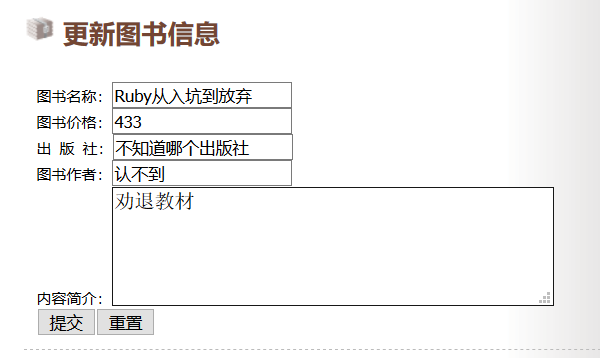 更新图书信息
图书名称：Ruby从入坑到放弃
图书价格：433
出 版 社：不知道哪个出版社
图书作者：认不到
劝退教材
内容简介：
提交 重置